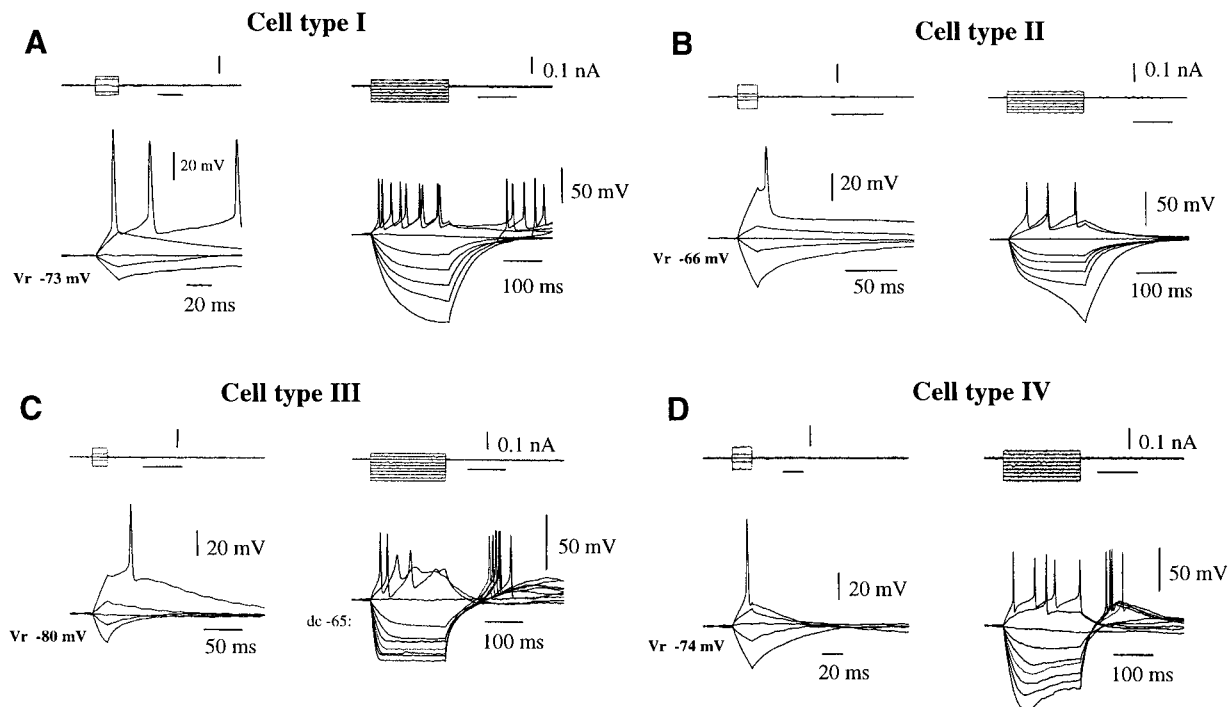 Cell type I
A
0.1 nA
20 mV
50 mV
Vr -73 mV
20 ms
100 ms
Cell type II
B
0.1 nA
20 mV
50 mV
Vr -66 mV
50 ms
100 ms
Cell type III
C
0.1 nA
20 mV
50 mV
Vr -80 mV
dc -65:
50 ms
100 ms
Cell type IV
D
0.1 nA
20 mV
50 mV
Vr -74 mV
20 ms
100 ms